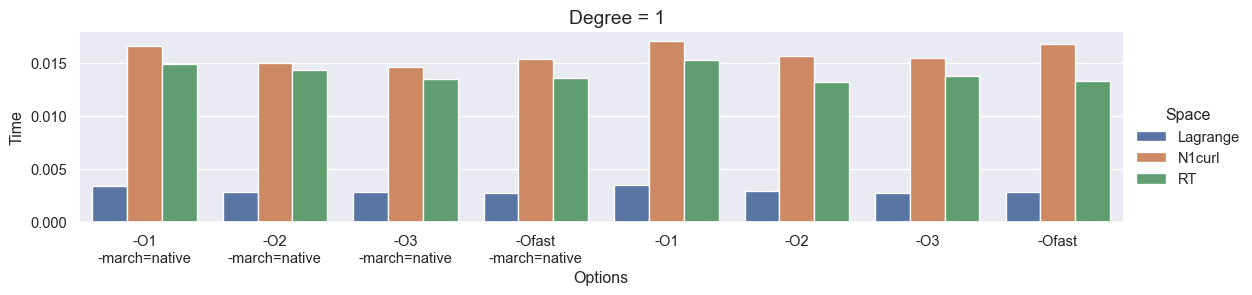 Degree = 1
Time
0.015
0.010
0.005
0.000
-O1
-march=native
-O2
-march=native
-O3
-march=native
-Ofast
-march=native
-O1
-O2
-O3
-Ofast
Options
Space
Lagrange
N1curl
RT